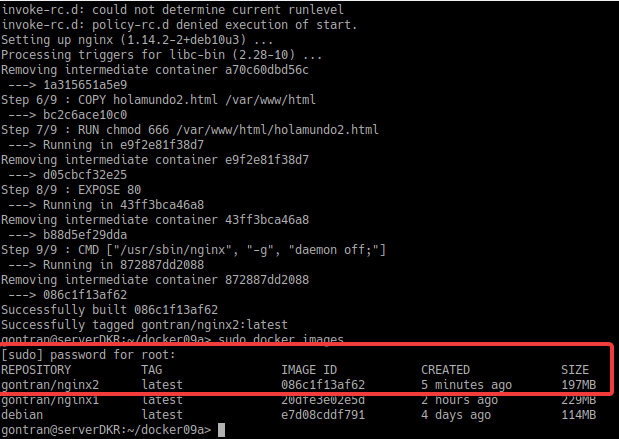 invoke-rc.d: could not determine current runlevel
invoke-rc.d: policy-rc.d denied execution of start.
Setting up nginx (1.14.2-2+deb10u3) ...
Processing triggers for libc-bin (2.28-10) ...
Removing intermediate container a70c60dbd56c
 ---> 1a315651a5e9
Step 6/9 : COPY holamundo2.html /var/www/html
 ---> bc2c6ace10c0
Step 7/9 : RUN chmod 666 /var/www/html/holamundo2.html
 ---> Running in e9f2e81f38d7
Removing intermediate container e9f2e81f38d7
 ---> d05cbcf32e25
Step 8/9 : EXPOSE 80
 ---> Running in 43ff3bca46a8
Removing intermediate container 43ff3bca46a8
 ---> b88d5ef29dda
Step 9/9 : CMD ["/usr/sbin/nginx", "-g", "daemon off;"]
 ---> Running in 872887dd2088
Removing intermediate container 872887dd2088
 ---> 086c1f13af62
Successfully built 086c1f13af62
Successfully tagged gontran/nginx2:latest
gontran@serverDKR:~/docker09a> sudo docker images
[sudo] password for root:
REPOSITORY TAG IMAGE ID CREATED SIZE
gontran/nginx2 latest 086c1f13af62 5 minutes ago 197MB
gontran/nginx1 latest 20dfe3e02e5d 2 hours ago 229MB
debian latest e7d08cddf791 4 days ago 114MB
gontran@serverDKR:~/docker09a>